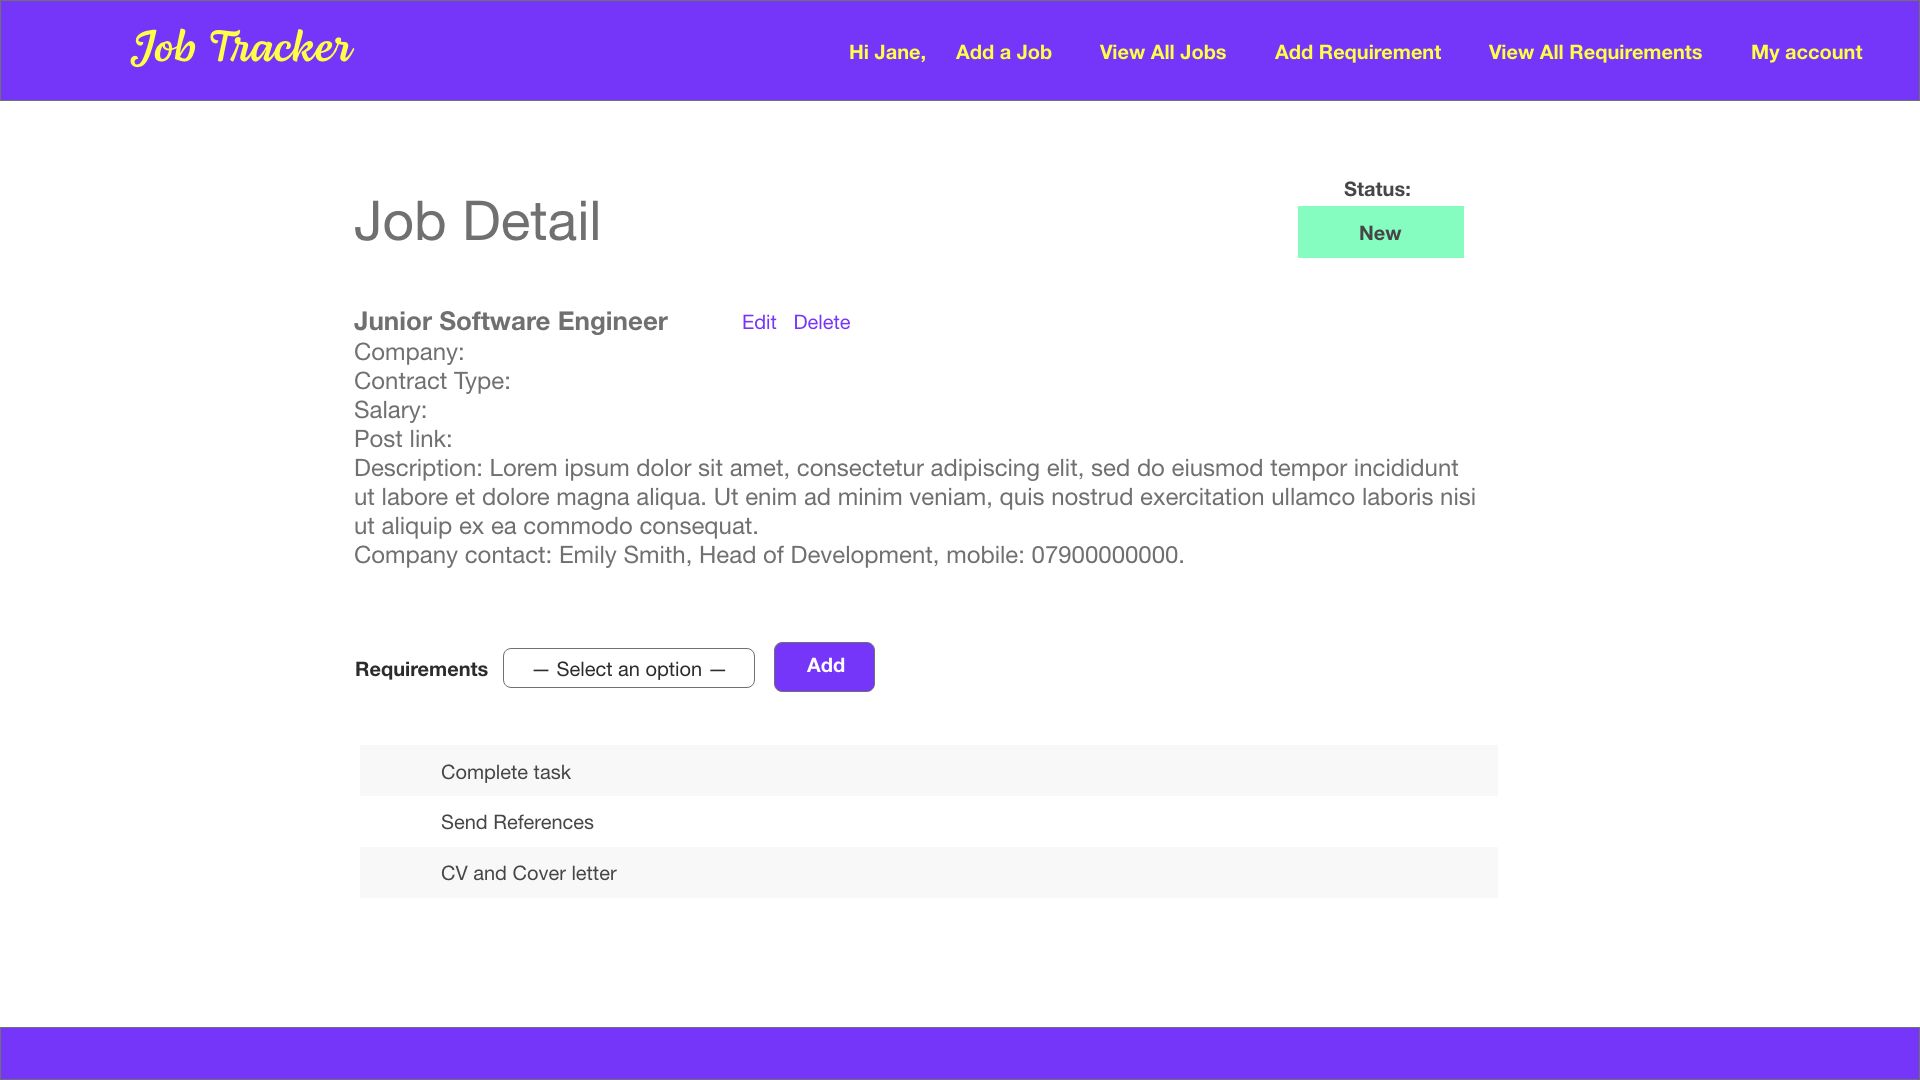 Job Tracker
Hi Jane, Add a Job View All Jobs Add Requirement View All Requirements My account
Status:
Job Detail
New
Junior Software Engineer Edit Delete
Company:
Contract Type:
Salary:
Post link:
Description: Lorem ipsum dolor sit amet, consectetur adipiscing elit, sed do eiusmod tempor incididunt
ut labore et dolore magna aliqua. Ut enim ad minim veniam, quis nostrud exercitation ullamco laboris nisi
ut aliquip ex ea commodo consequat.
Company contact: Emily Smith, Head of Development, mobile: 07900000000.
Requirements — Select an option — Add
Complete task
Send References
CV and Cover letter